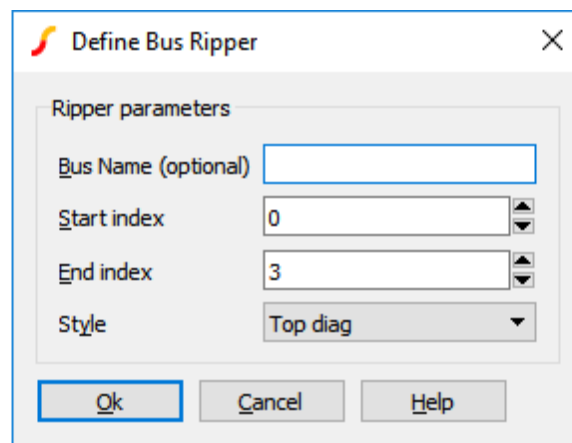 Define Bus Ripper
Ripper parameters
Bus Name (optional)
Start index 0
End index 3
Style Top diag
Ok Cancel Help